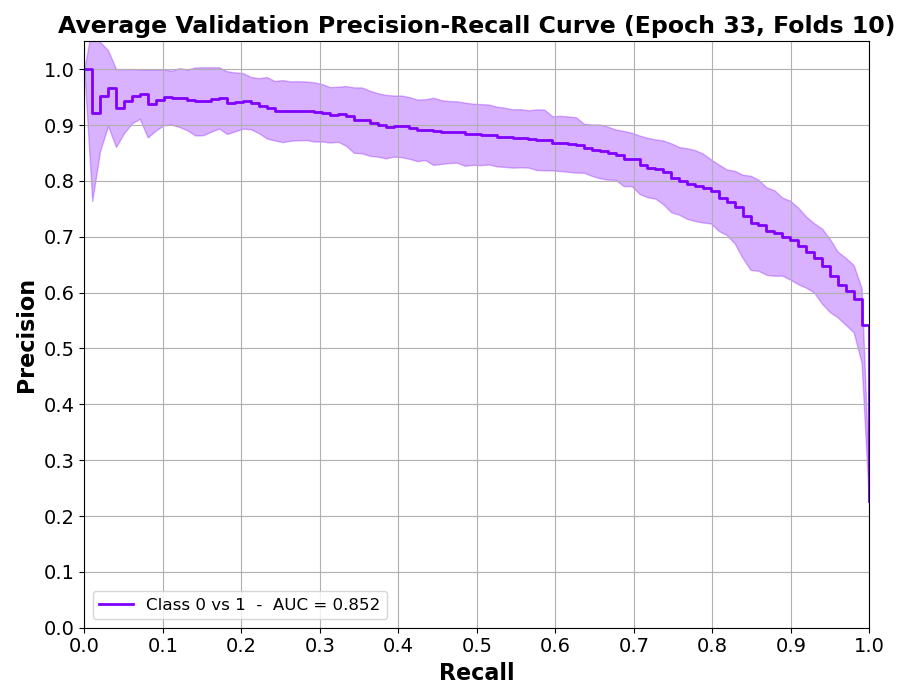 Average Validation Precision-Recall Curve (Epoch 33, Folds 10)
1.0
0.9
0.8
0.7
0.6
0.5
0.4
0.3
0.2
0.1
0.0
Precision
Class 0 vs 1 - AUC = 0.852
0.0 0.1 0.2 0.3 0.4 0.5 0.6 0.7 0.8 0.9 1.0
Recall